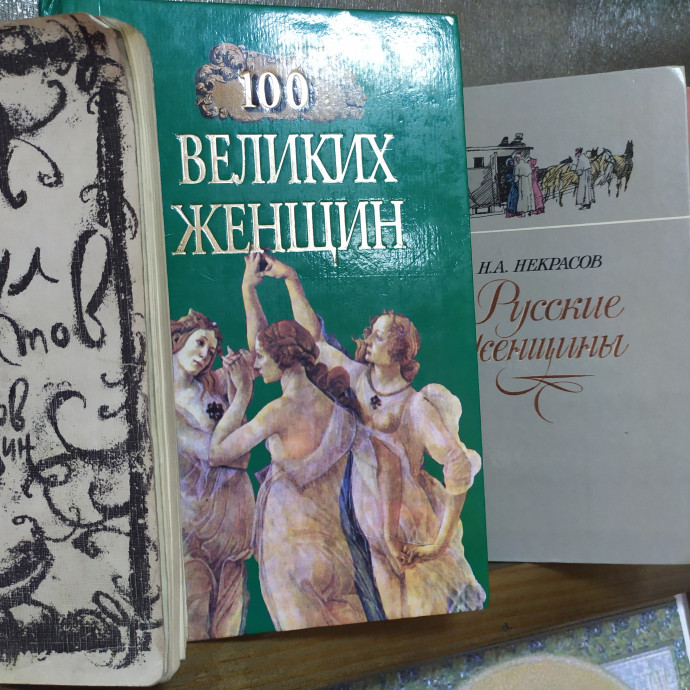 100
ВЕЛИКИХ
ЖЕНЩИН
Н.А. НЕКРАСОВ
Русские
женщины